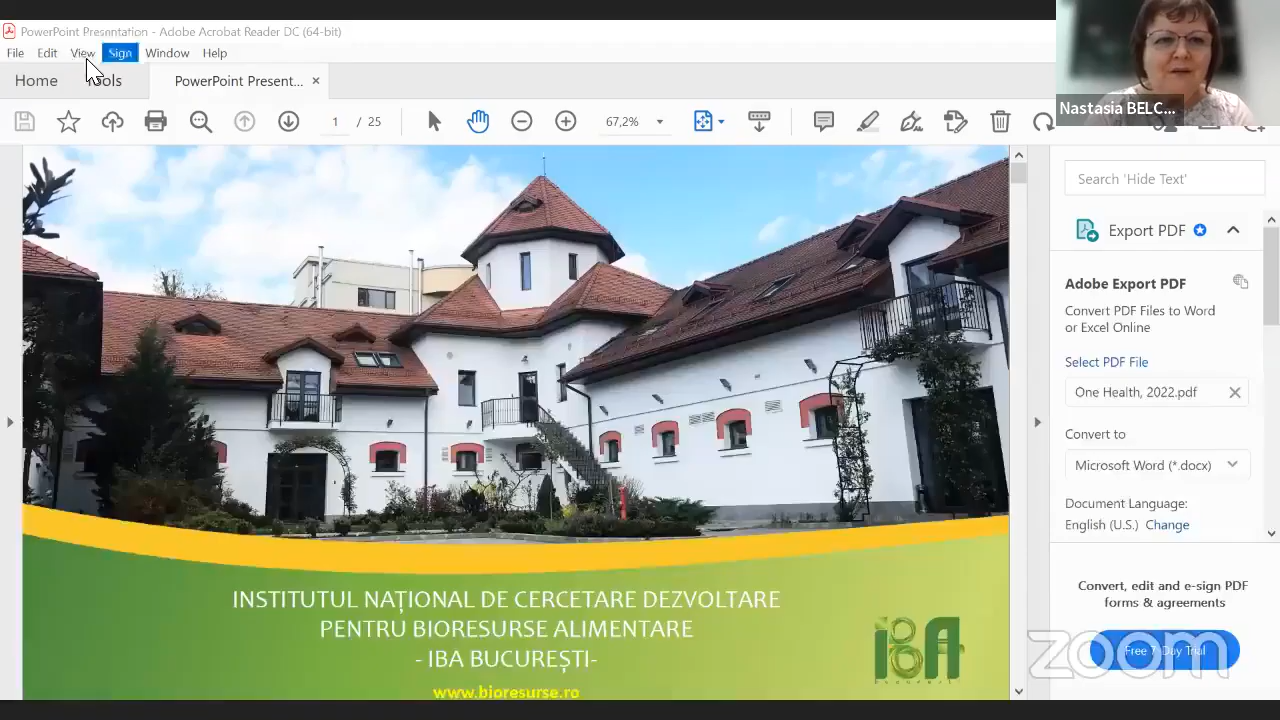 PowerPoint Presentation - Adobe Acrobat Reader DC (64-bit)
File Edit View Sign Window Help
Home Tools PowerPoint Present... ×
1 / 25 67,2%
Nastasia BELC...
Search 'Hide Text'
Export PDF
Adobe Export PDF
Convert PDF Files to Word
or Excel Online
Select PDF File
One Health, 2022.pdf
Convert to
Microsoft Word (*.docx)
Document Language:
English (U.S.) Change
Convert, edit and e-sign PDF
forms & agreements
Free 7-Day Trial
zoom
INSTITUTUL NAȚIONAL DE CERCETARE DEZVOLTARE
PENTRU BIORESURSE ALIMENTARE
- IBA BUCUREȘTI-
www.bioresurse.ro
IBA